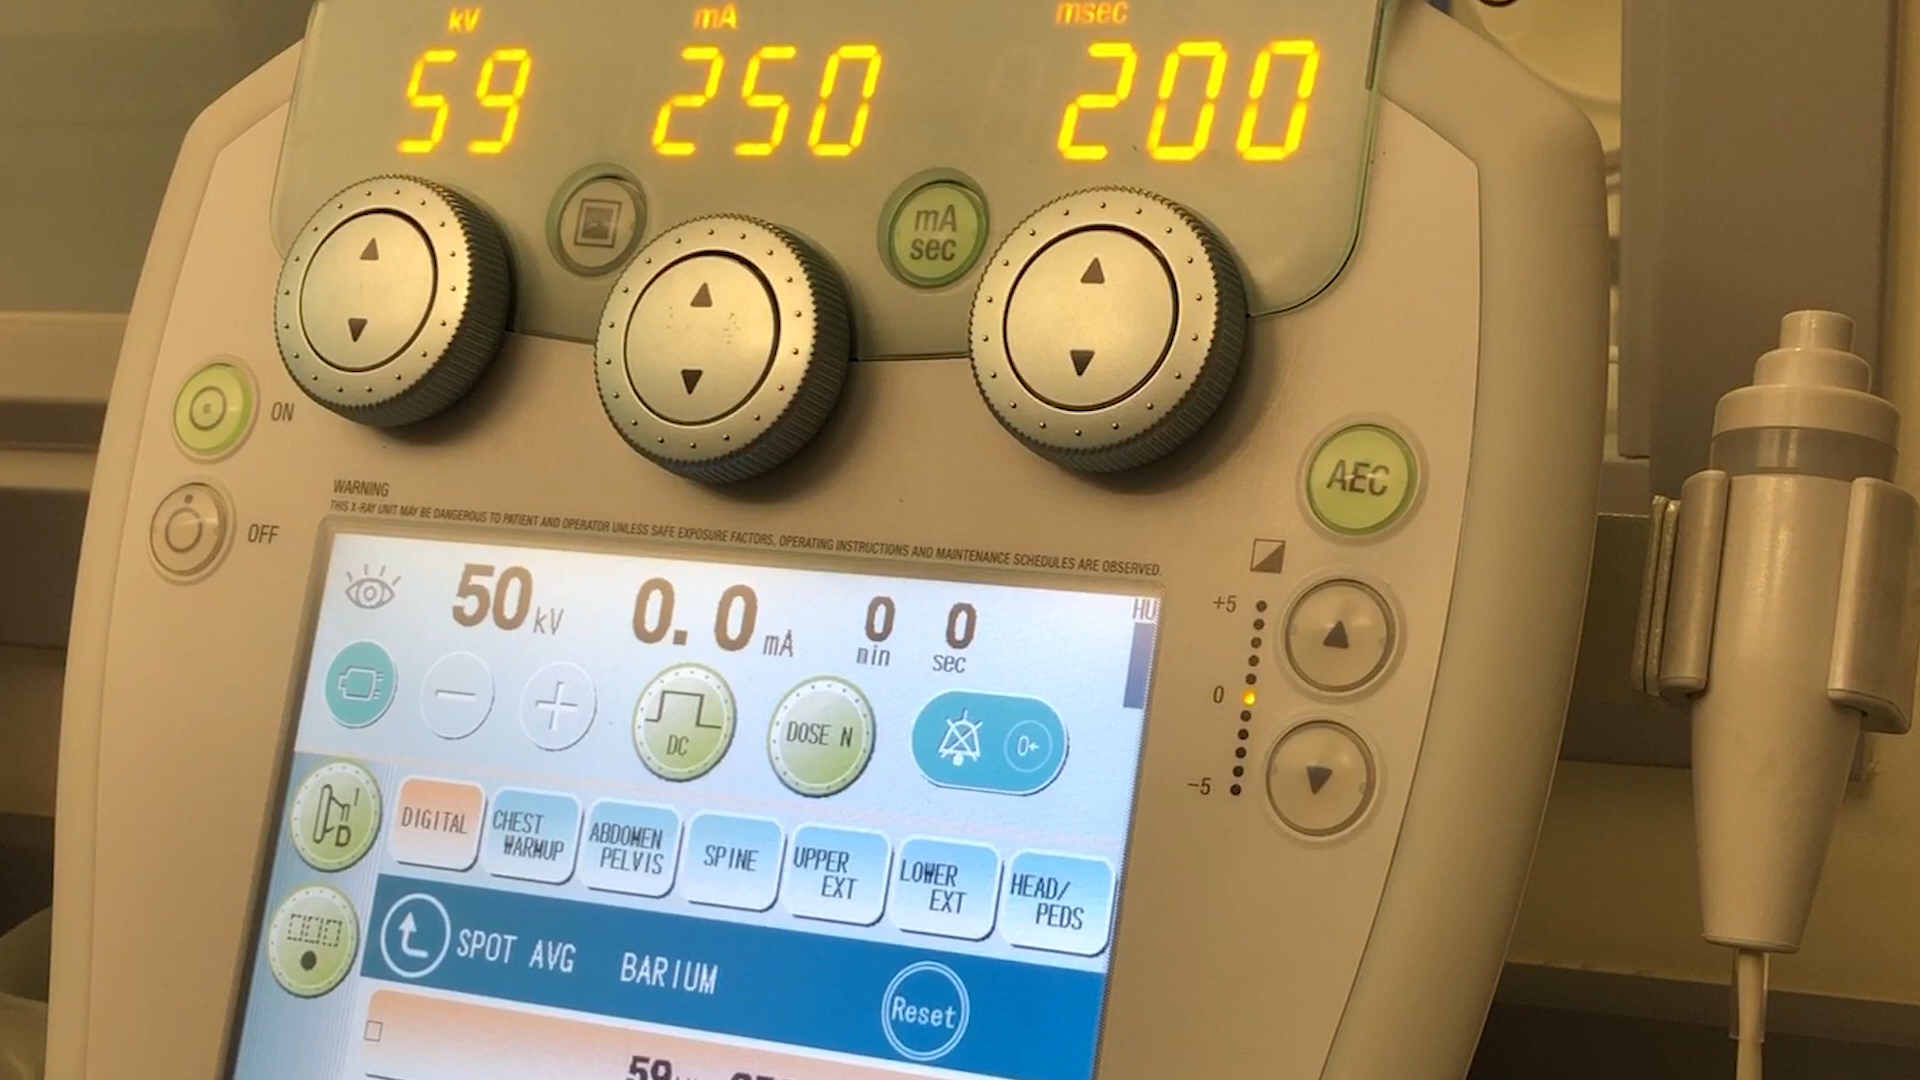 kV mA msec
59 250 200
mA
sec
ON
AEC
WARNING
THIS X-RAY UNIT MAY BE DANGEROUS TO PATIENT AND OPERATOR UNLESS SAFE EXPOSURE FACTORS, OPERATING INSTRUCTIONS AND MAINTENANCE SCHEDULES ARE OBSERVED.
OFF
50 kV 0.0 mA 0 min 0 sec
HU
+5
0
-5
DC
DOSE N
0
1
D
DIGITAL
CHEST
WARMUP
ABDOMEN
PELVIS
SPINE
UPPER
EXT
LOWER
EXT
HEAD/
PEDS
SPOT AVG BARIUM
Reset
59